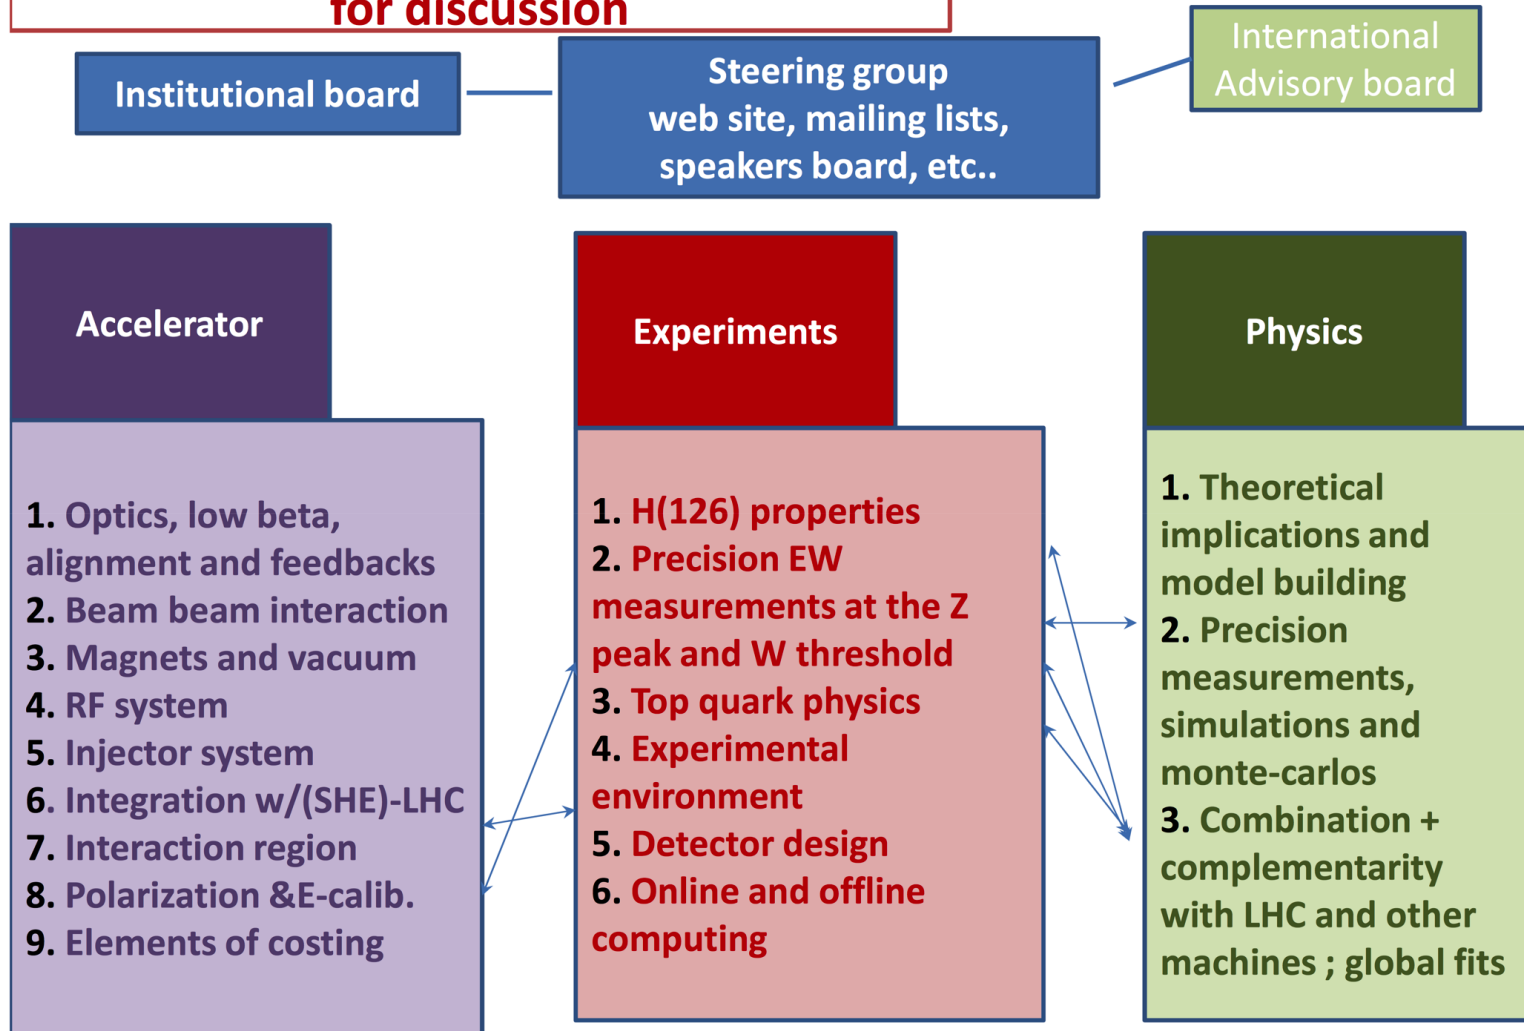 for discussion
Institutional board
Steering group
web site, mailing lists,
speakers board, etc..
International
Advisory board
Accelerator
1. Optics, low beta,
alignment and feedbacks
2. Beam beam interaction
3. Magnets and vacuum
4. RF system
5. Injector system
6. Integration w/(SHE)-LHC
7. Interaction region
8. Polarization &E-calib.
9. Elements of costing
Experiments
1. H(126) properties
2. Precision EW
measurements at the Z
peak and W threshold
3. Top quark physics
4. Experimental
environment
5. Detector design
6. Online and offline
computing
Physics
1. Theoretical
implications and
model building
2. Precision
measurements,
simulations and
monte-carlos
3. Combination +
complementarity
with LHC and other
machines ; global fits